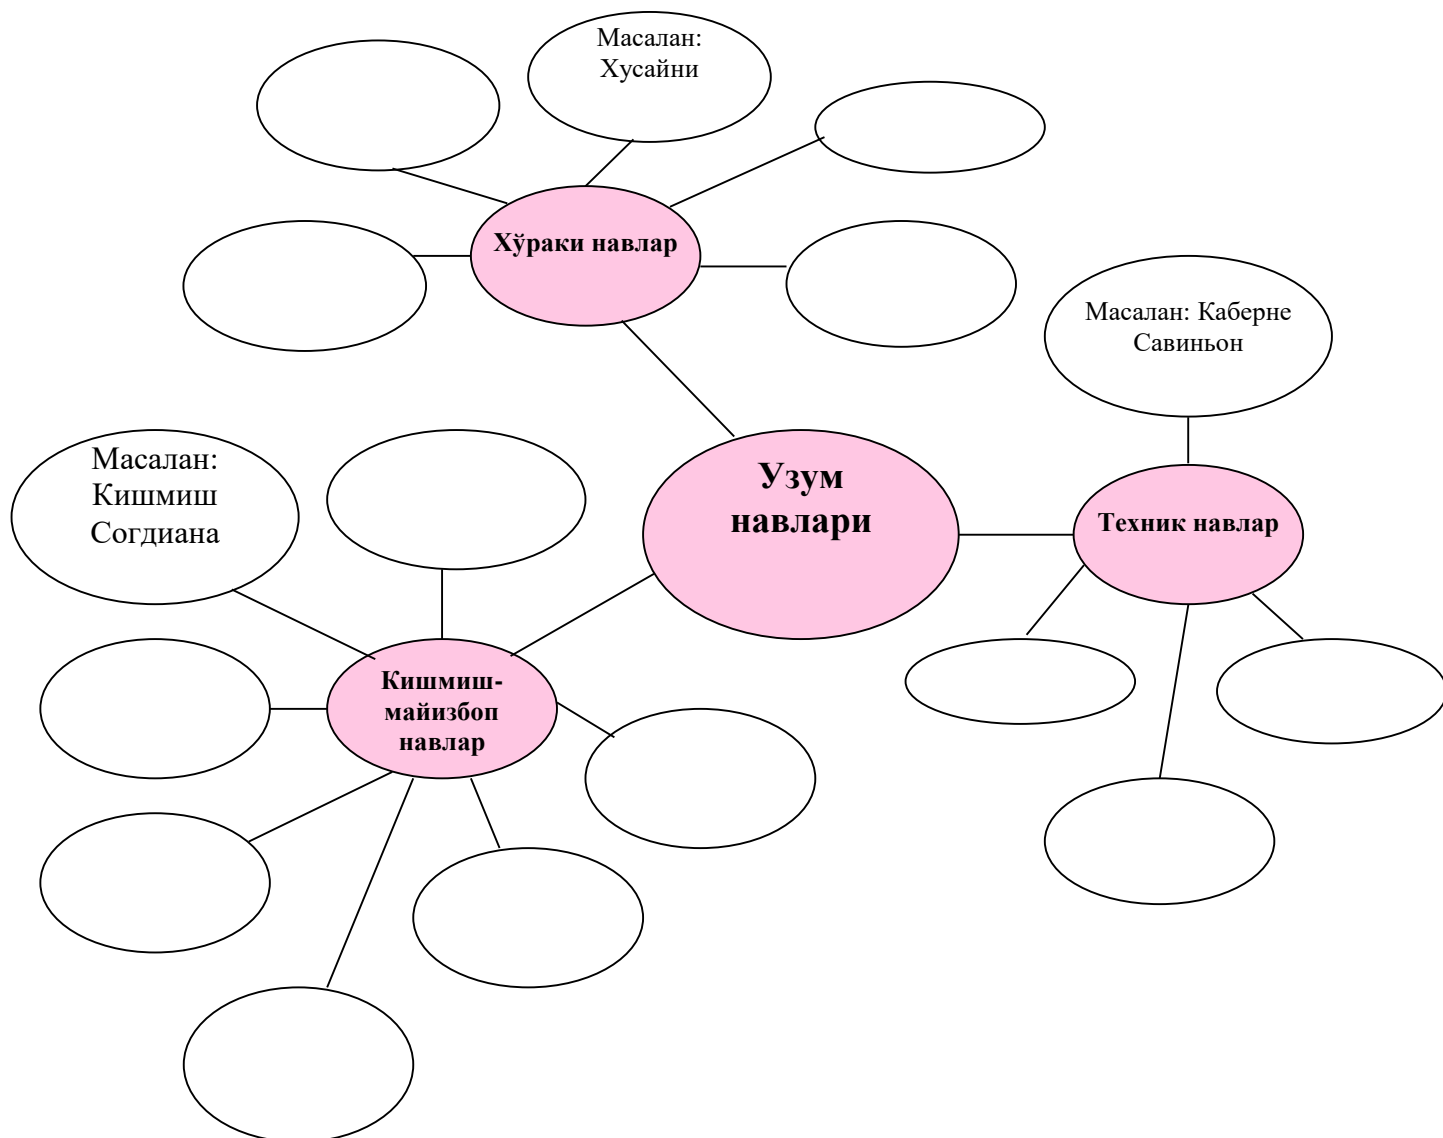 Масалан:
Хусайни
Хўраки навлар
Масалан: Каберне
Савиньон
Масалан:
Кишмиш
Согдиана
Узум
навлари
Техник навлар
Кишмиш-
майизбоп
навлар